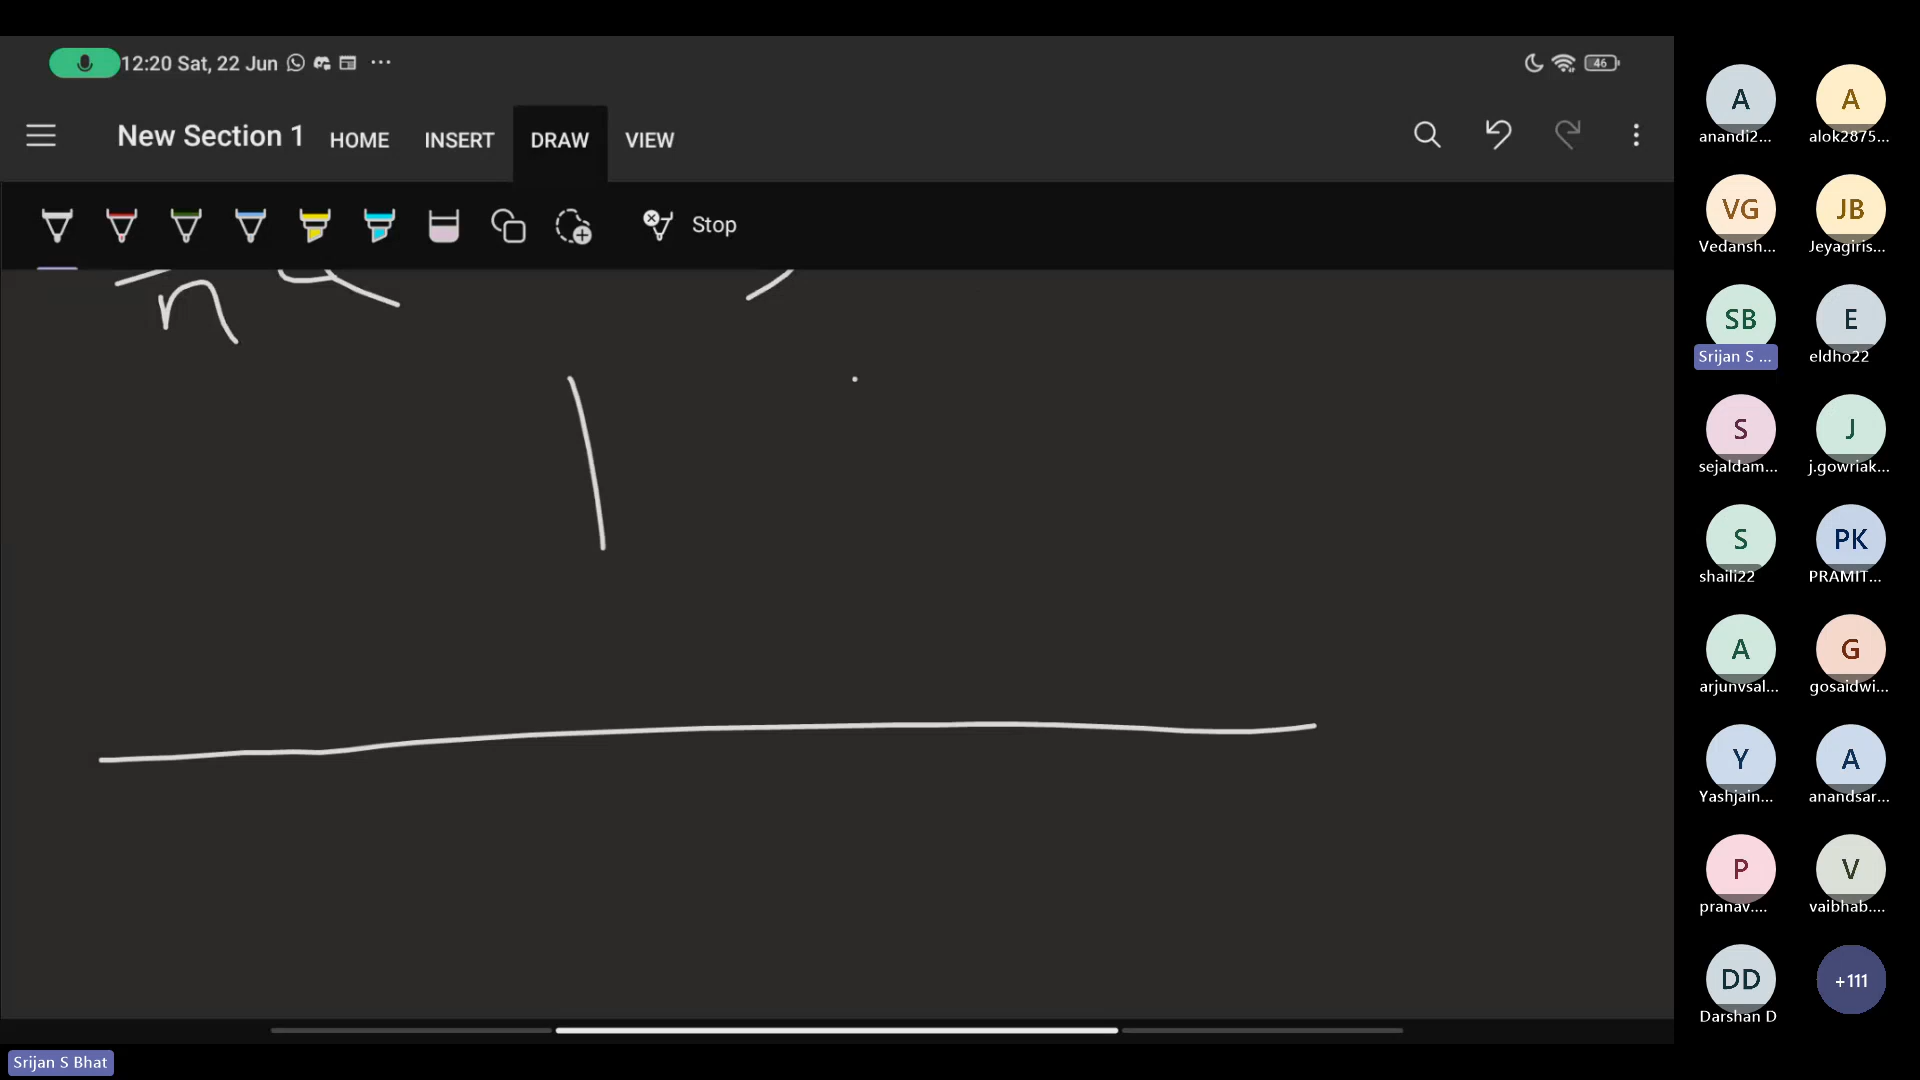 12:20 Sat, 22 Jun ... 46
New Section 1 HOME INSERT DRAW VIEW
Stop
n
A A
anandi2... alok2875...
VG JB
Vedansh... Jeyagiris...
SB E
Srijan S ... eldho22
S J
sejaldam... j.gowriak...
S PK
shaili22 PRAMIT...
A G
arjunvsal... gosaidwi...
Y A
Yashjain... anandsar...
P V
pranav.... vaibhab....
DD +111
Darshan D
Srijan S Bhat